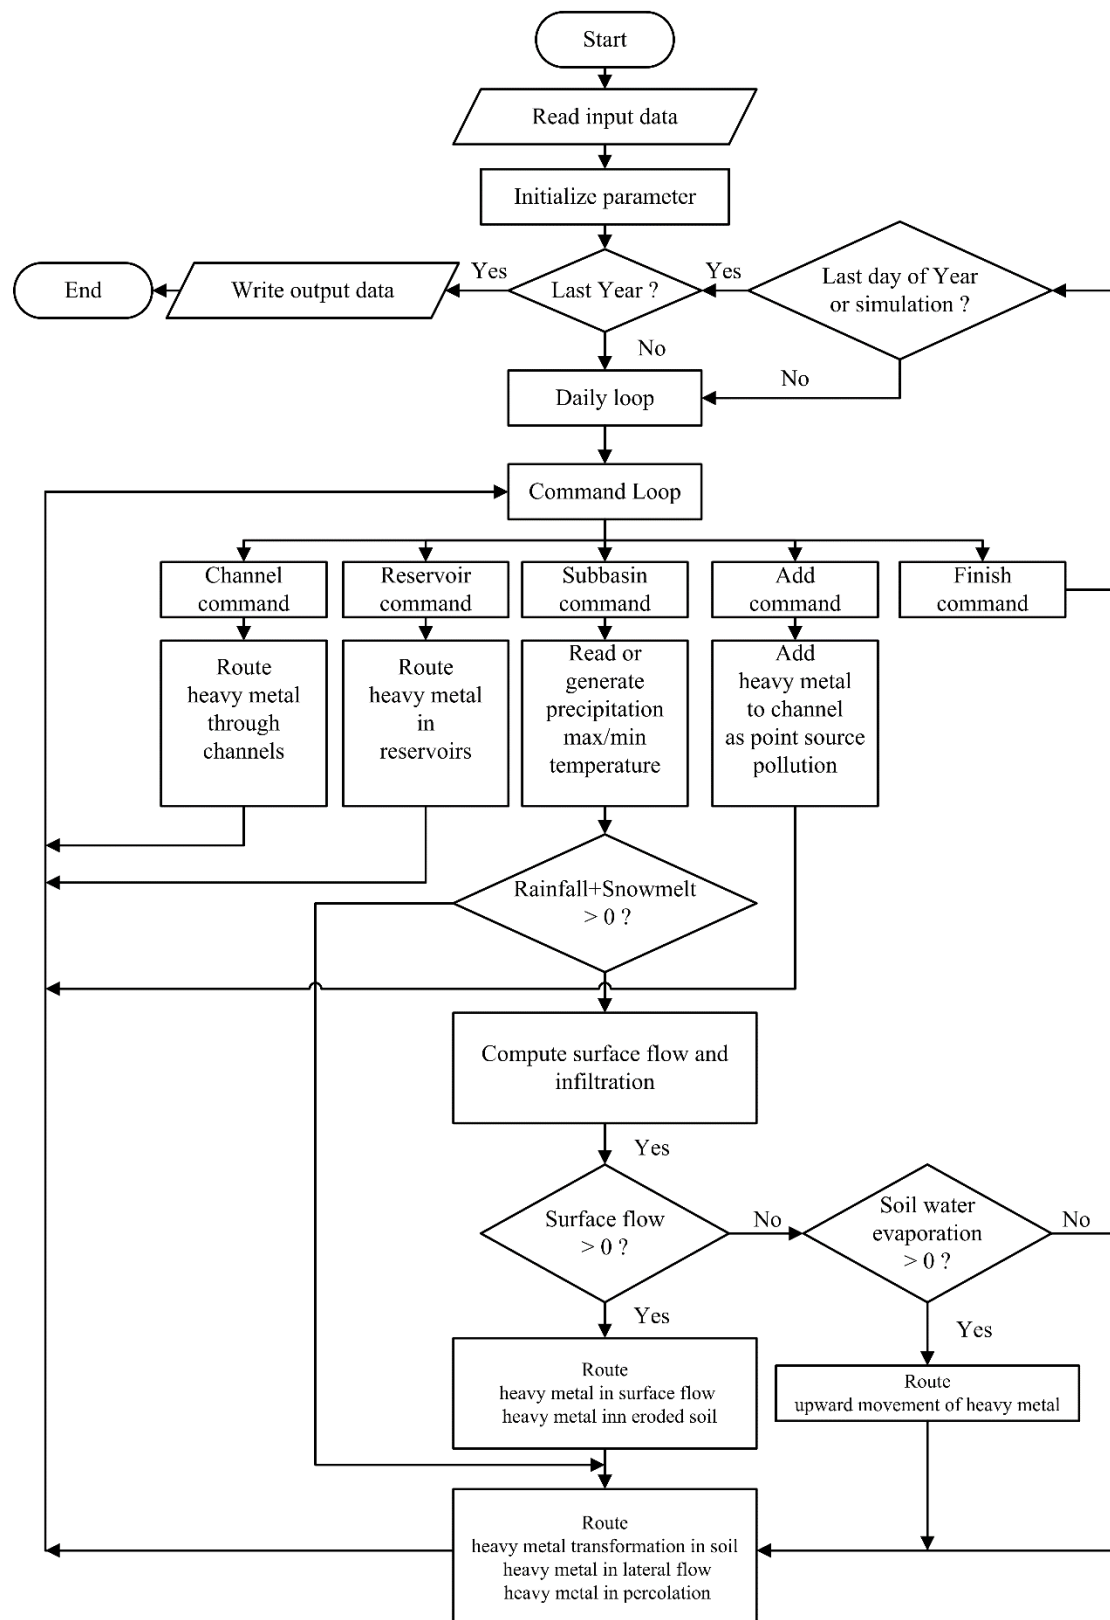 Start
Read input data
Initialize parameter
End
Write output data
Yes
Last Year ?
Yes
Last day of Year
or simulation ?
No
No
Daily loop
Command Loop
Channel
command
Reservoir
command
Subbasin
command
Add
command
Finish
command
Route
heavy metal
through
channels
Route
heavy metal
in
reservoirs
Read or
generate
precipitation
max/min
temperature
Add
heavy metal
to channel
as point source
pollution
Rainfall+Snowmelt
> 0 ?
Compute surface flow and
infiltration
Yes
Surface flow
> 0 ?
No
Soil water
evaporation
> 0 ?
No
Yes
Yes
Route
heavy metal in surface flow
heavy metal inn eroded soil
Route
upward movement of heavy metal
Route
heavy metal transformation in soil
heavy metal in lateral flow
heavy metal in percolation